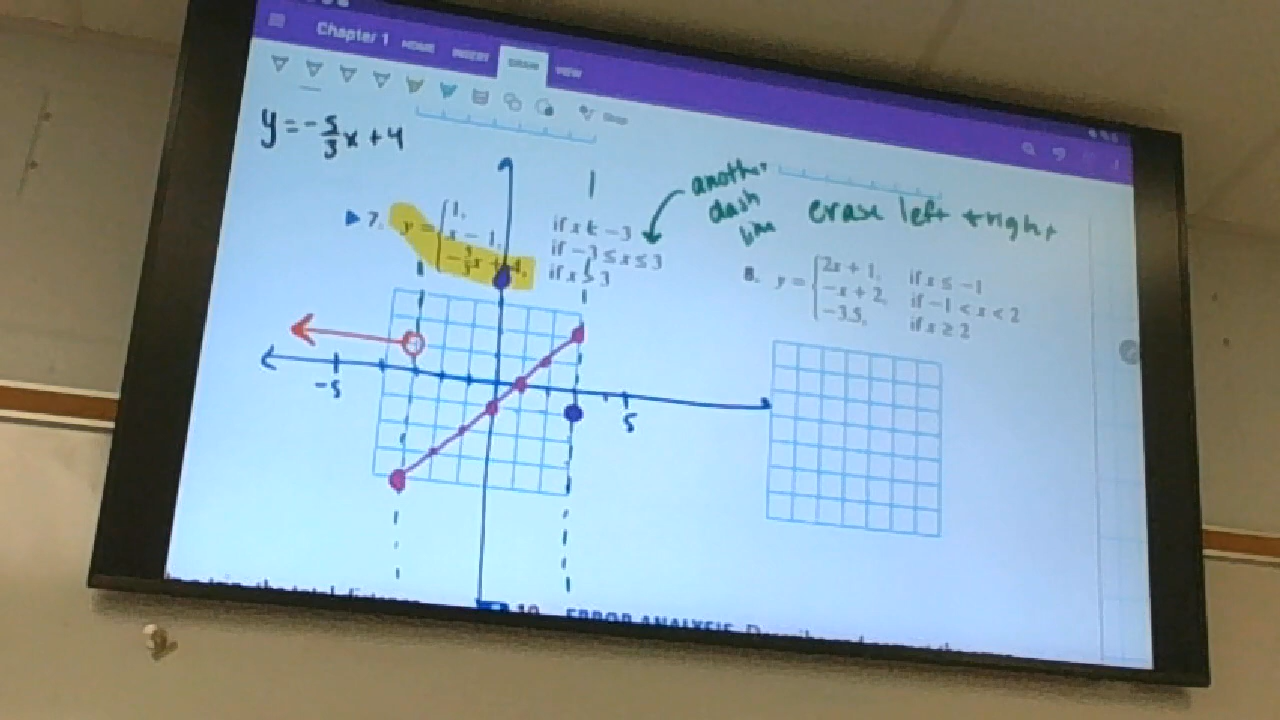 Chapter 1 HOME INSERT DRAW VIEW
y = -5/3x + 4
another dash line
erase left + right
7. y =
1, if x < -3
x - 1, if -3 ≤ x ≤ 3
-5/3x + 4, if x > 3
8. y =
2x + 1, if x ≤ -1
-x + 2, if -1 < x < 2
-3.5, if x ≥ 2
-5
5
10. ERROR ANALYSIS